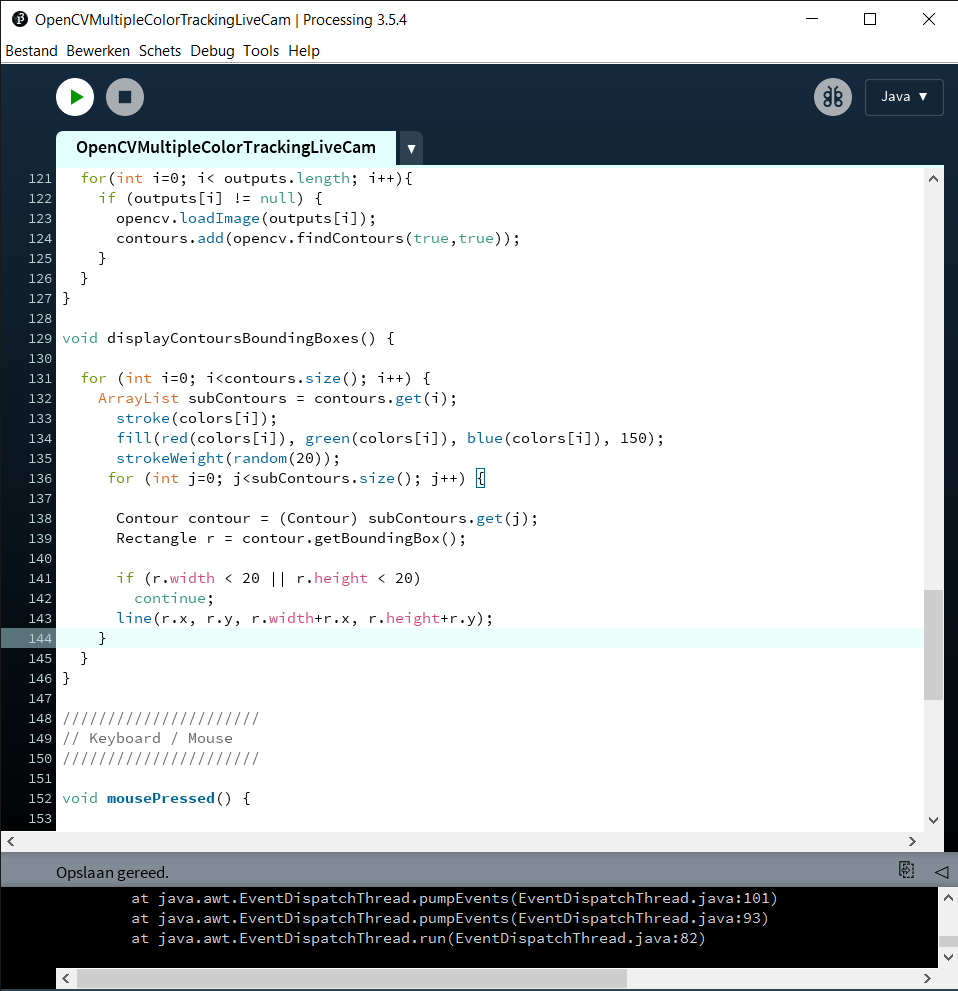 OpenCVMultipleColorTrackingLiveCam | Processing 3.5.4
Bestand Bewerken Schets Debug Tools Help
Java ▼
OpenCVMultipleColorTrackingLiveCam ▼
121 for(int i=0; i< outputs.length; i++){
122 if (outputs[i] != null) {
123 opencv.loadImage(outputs[i]);
124 contours.add(opencv.findContours(true,true));
125 }
126 }
127 }
128
129 void displayContoursBoundingBoxes() {
130
131 for (int i=0; i<contours.size(); i++) {
132 ArrayList subContours = contours.get(i);
133 stroke(colors[i]);
134 fill(red(colors[i]), green(colors[i]), blue(colors[i]), 150);
135 strokeWeight(random(20));
136 for (int j=0; j<subContours.size(); j++) {
137
138 Contour contour = (Contour) subContours.get(j);
139 Rectangle r = contour.getBoundingBox();
140
141 if (r.width < 20 || r.height < 20)
142 continue;
143 line(r.x, r.y, r.width+r.x, r.height+r.y);
144 }
145 }
146 }
147
148 //////////////////////
149 // Keyboard / Mouse
150 //////////////////////
151
152 void mousePressed() {
153
Opslaan gereed.
at java.awt.EventDispatchThread.pumpEvents(EventDispatchThread.java:101)
at java.awt.EventDispatchThread.pumpEvents(EventDispatchThread.java:93)
at java.awt.EventDispatchThread.run(EventDispatchThread.java:82)